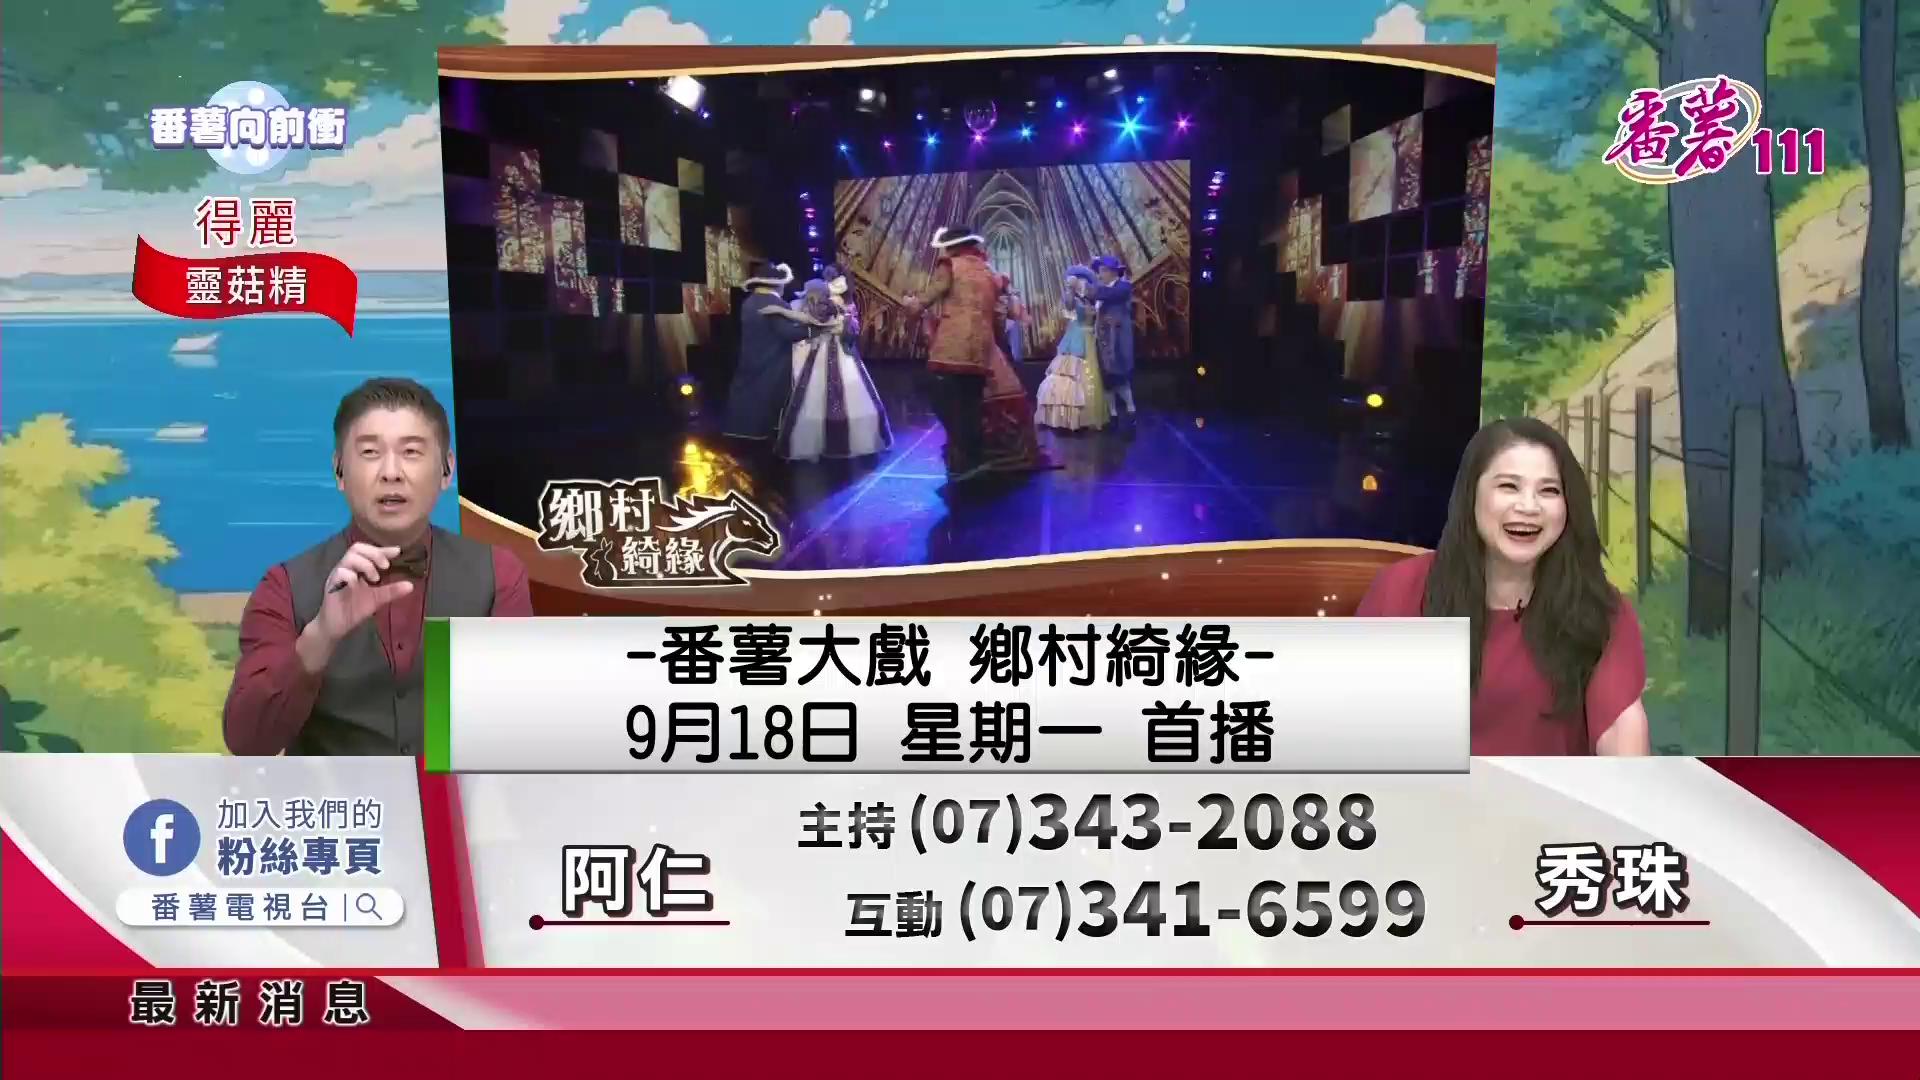 番薯向前衝
番薯111
得麗
靈菇精
鄉村
綺緣
-番薯大戲 鄉村綺緣-
9月18日 星期一 首播
加入我們的
粉絲專頁
番薯電視台
阿仁
主持(07)343-2088
互動(07)341-6599
秀珠
最新消息